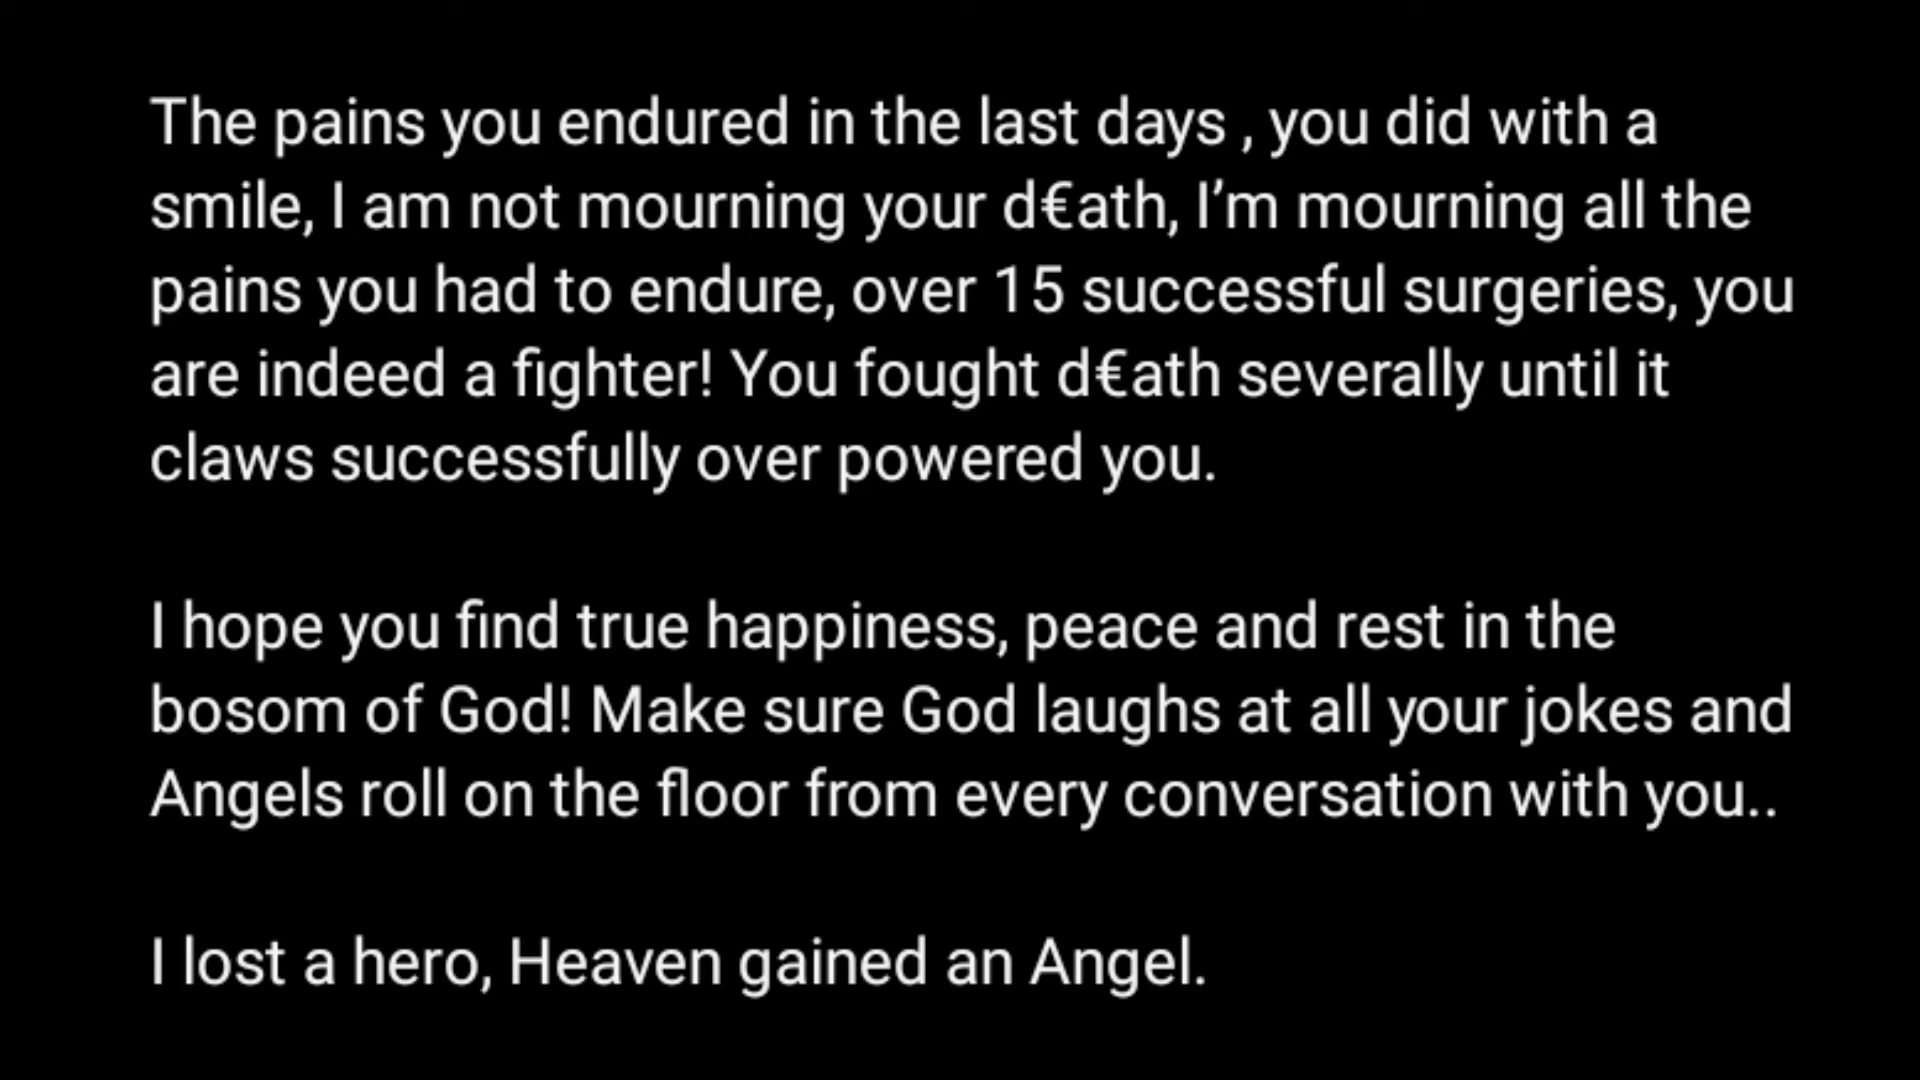 The pains you endured in the last days , you did with a
smile, I am not mourning your d€ath, I’m mourning all the
pains you had to endure, over 15 successful surgeries, you
are indeed a fighter! You fought d€ath severally until it
claws successfully over powered you.
I hope you find true happiness, peace and rest in the
bosom of God! Make sure God laughs at all your jokes and
Angels roll on the floor from every conversation with you..
I lost a hero, Heaven gained an Angel.